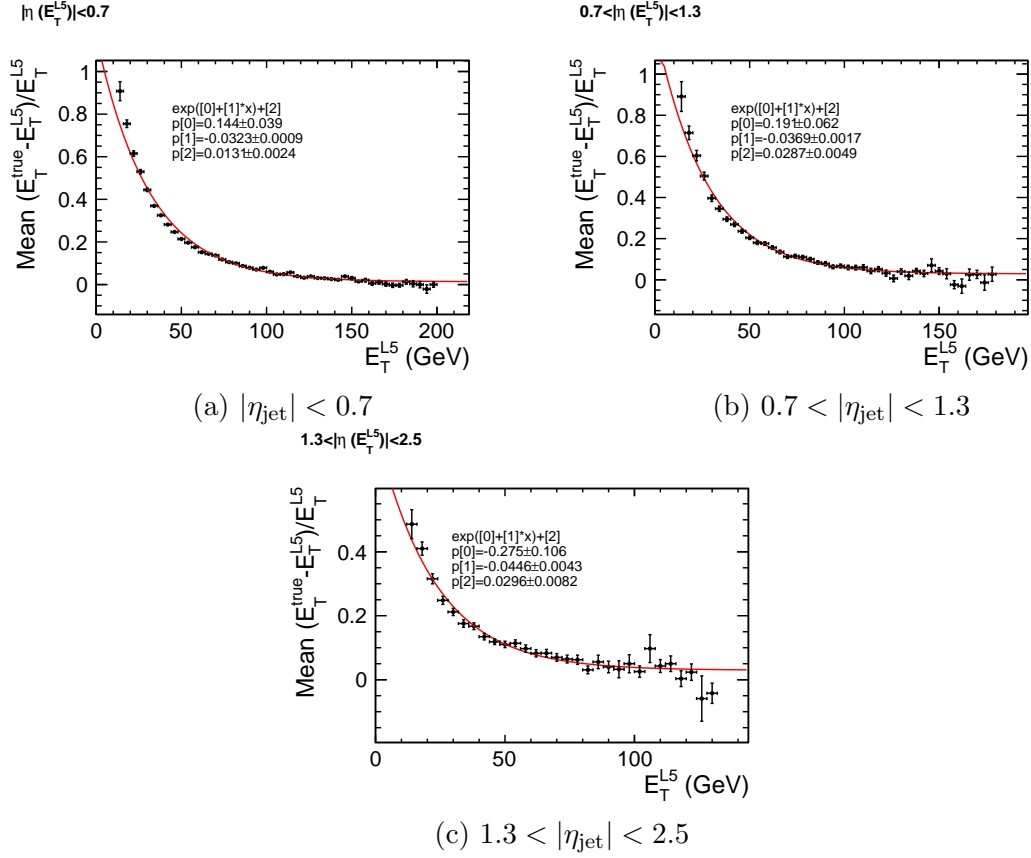 |η (E_T^L5)|<0.7
Mean (E_T^true-E_T^L5)/E_T^L5
1
0.8
0.6
0.4
0.2
0
exp([0]+[1]*x)+[2]
p[0]=0.144±0.039
p[1]=-0.0323±0.0009
p[2]=0.0131±0.0024
0 50 100 150 200
E_T^L5 (GeV)
(a) |η_jet| < 0.7
0.7<|η (E_T^L5)|<1.3
Mean (E_T^true-E_T^L5)/E_T^L5
1
0.8
0.6
0.4
0.2
0
exp([0]+[1]*x)+[2]
p[0]=0.191±0.062
p[1]=-0.0369±0.0017
p[2]=0.0287±0.0049
0 50 100 150
E_T^L5 (GeV)
(b) 0.7 < |η_jet| < 1.3
1.3<|η (E_T^L5)|<2.5
Mean (E_T^true-E_T^L5)/E_T^L5
0.4
0.2
0
exp([0]+[1]*x)+[2]
p[0]=-0.275±0.106
p[1]=-0.0446±0.0043
p[2]=0.0296±0.0082
0 50 100
E_T^L5 (GeV)
(c) 1.3 < |η_jet| < 2.5